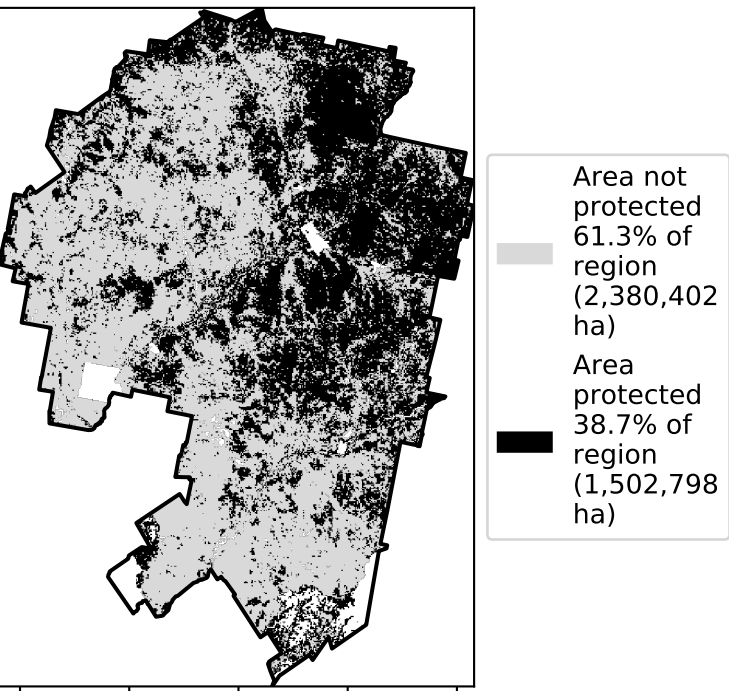 Area not
protected
61.3% of
region
(2,380,402
ha)
Area
protected
38.7% of
region
(1,502,798
ha)